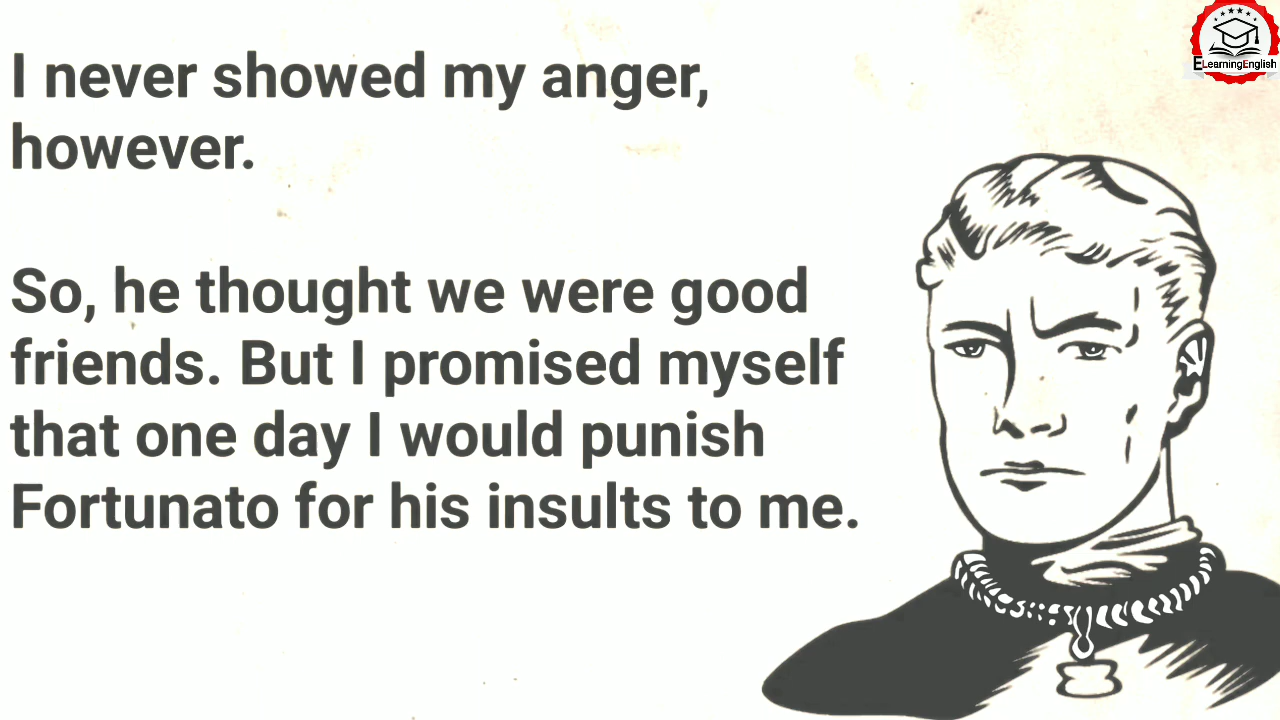 I never showed my anger,
however.
So, he thought we were good
friends. But I promised myself
that one day I would punish
Fortunato for his insults to me.
ELearningEnglish